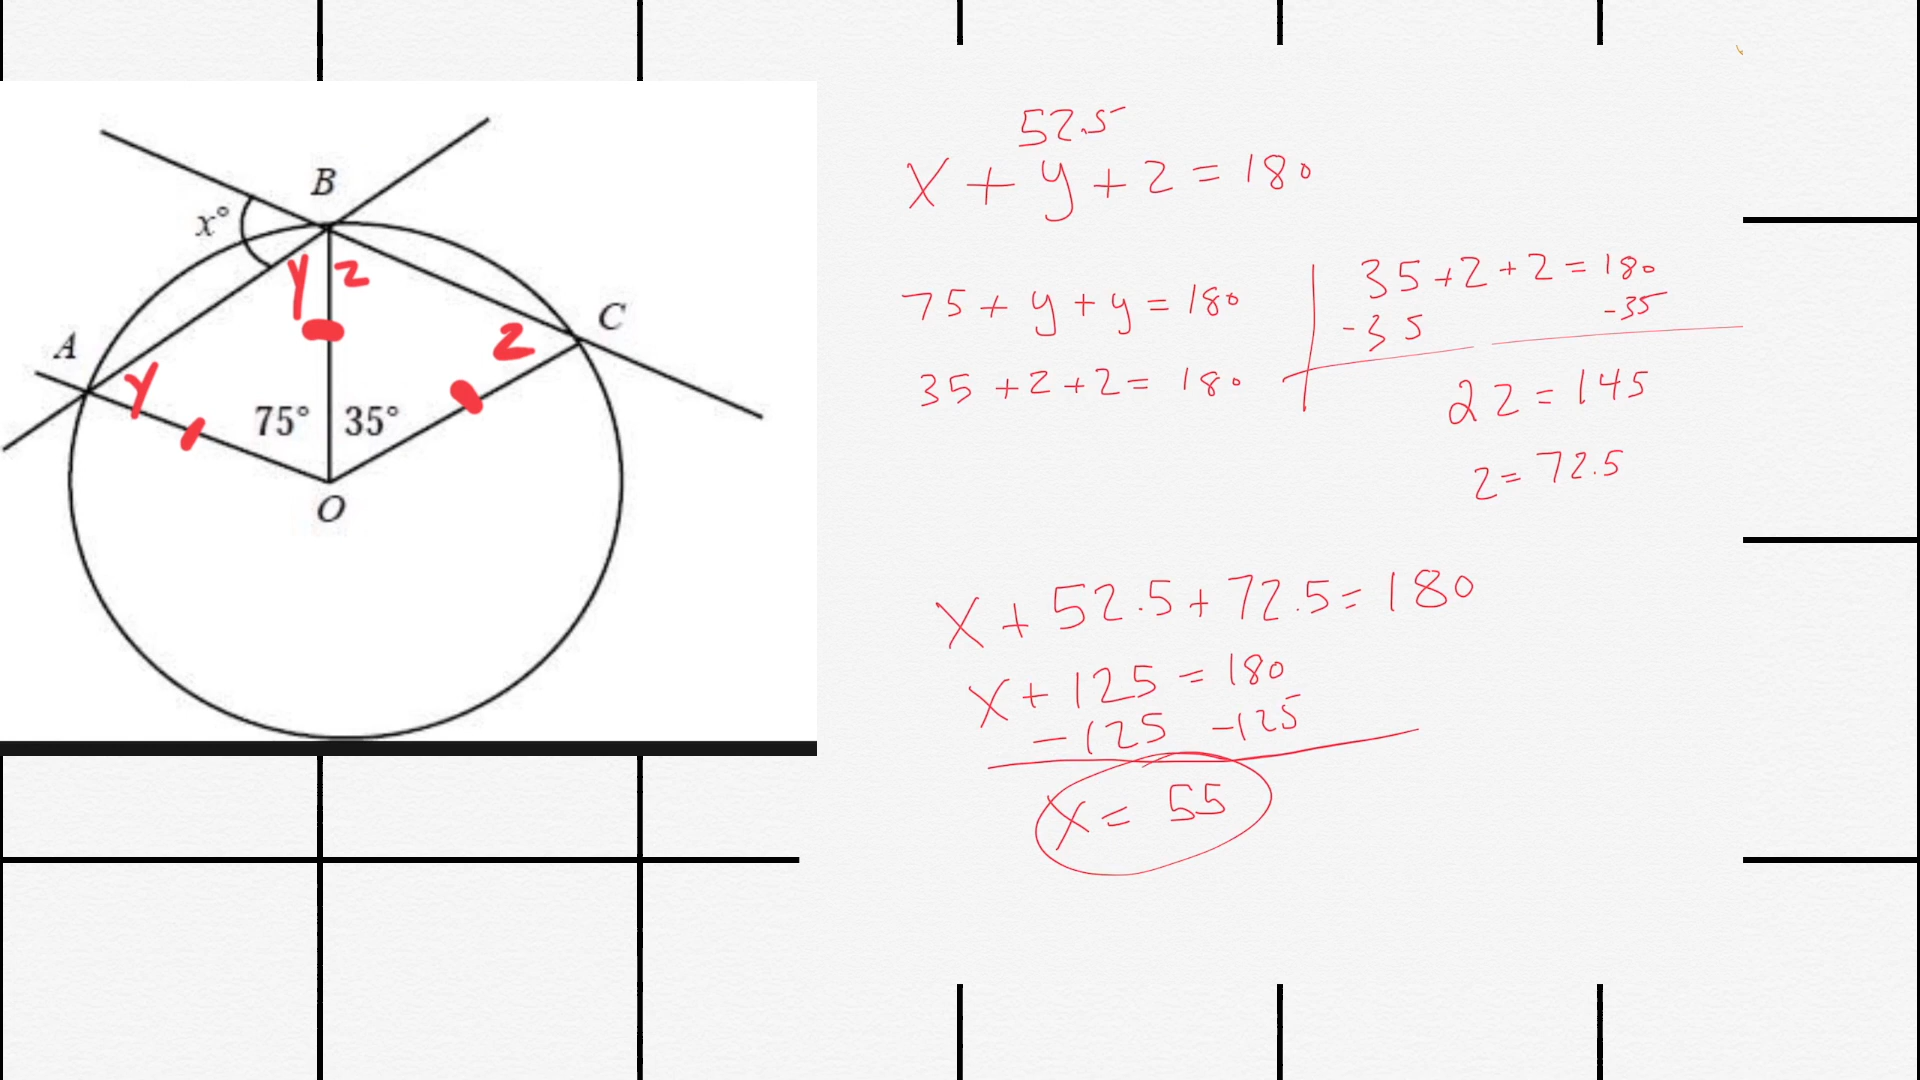 B
x°
y z
A
y
z
C
75° 35°
O
52.5
x + y + z = 180
75 + y + y = 180
35 + z + z = 180
35 + z + z = 180
-35 -35
2z = 145
z = 72.5
x + 52.5 + 72.5 = 180
x + 125 = 180
-125 -125
x = 55